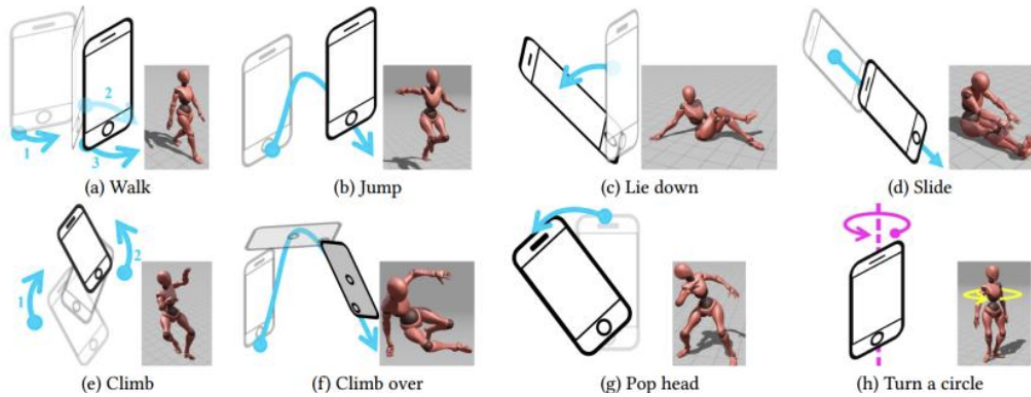 1
2
3
(a) Walk
(b) Jump
(c) Lie down
(d) Slide
1
2
(e) Climb
(f) Climb over
(g) Pop head
(h) Turn a circle